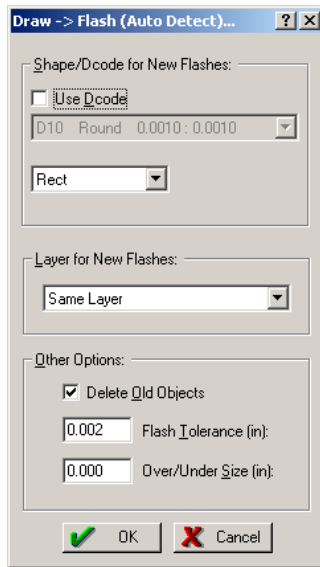 Draw -> Flash (Auto Detect)...
Shape/Dcode for New Flashes:
Use Dcode
D10 Round 0.0010 : 0.0010
Rect
Layer for New Flashes:
Same Layer
Other Options:
Delete Old Objects
0.002 Flash Tolerance (in):
0.000 Over/Under Size (in):
OK Cancel